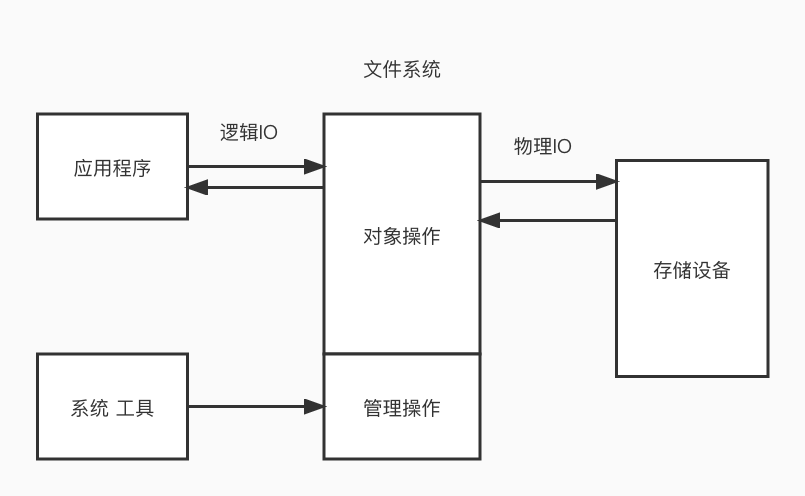 文件系统
逻辑IO
物理IO
应用程序
对象操作
存储设备
系统 工具
管理操作